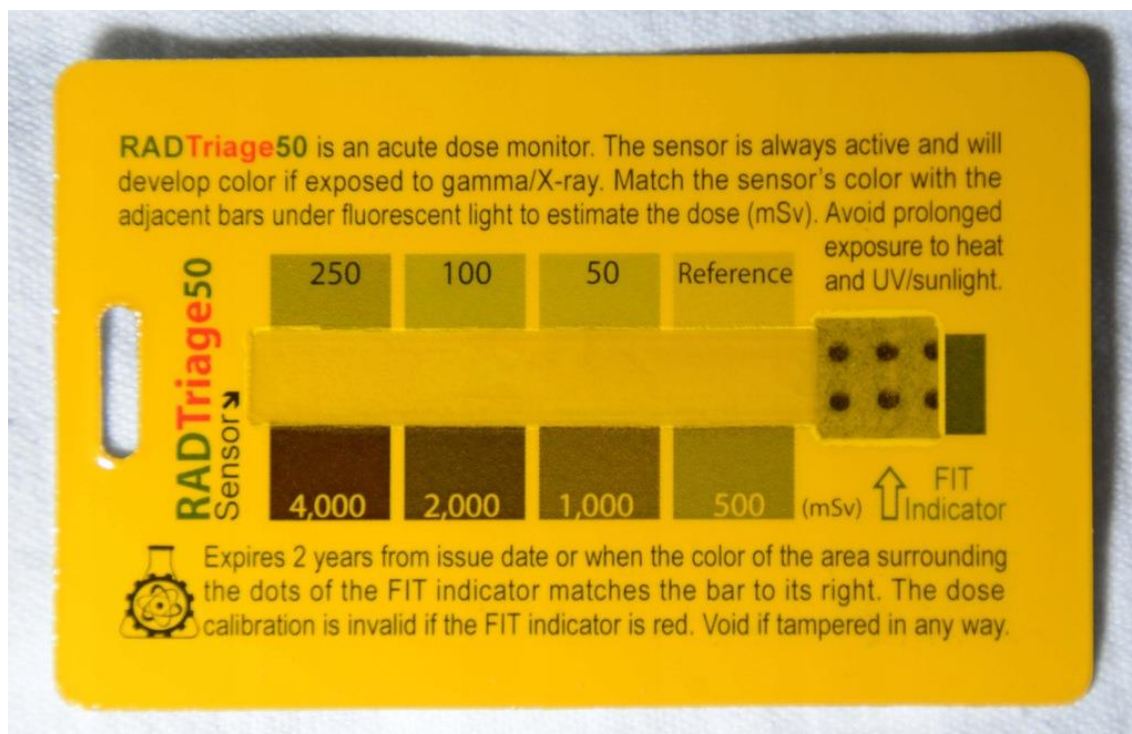 RADTriage50 is an acute dose monitor. The sensor is always active and will
develop color if exposed to gamma/X-ray. Match the sensor's color with the
adjacent bars under fluorescent light to estimate the dose (mSv). Avoid prolonged
exposure to heat
and UV/sunlight.
RADTriage50
Sensor
250 100 50 Reference
4,000 2,000 1,000 500 (mSv)
FIT
Indicator
Expires 2 years from issue date or when the color of the area surrounding
the dots of the FIT indicator matches the bar to its right. The dose
calibration is invalid if the FIT indicator is red. Void if tampered in any way.